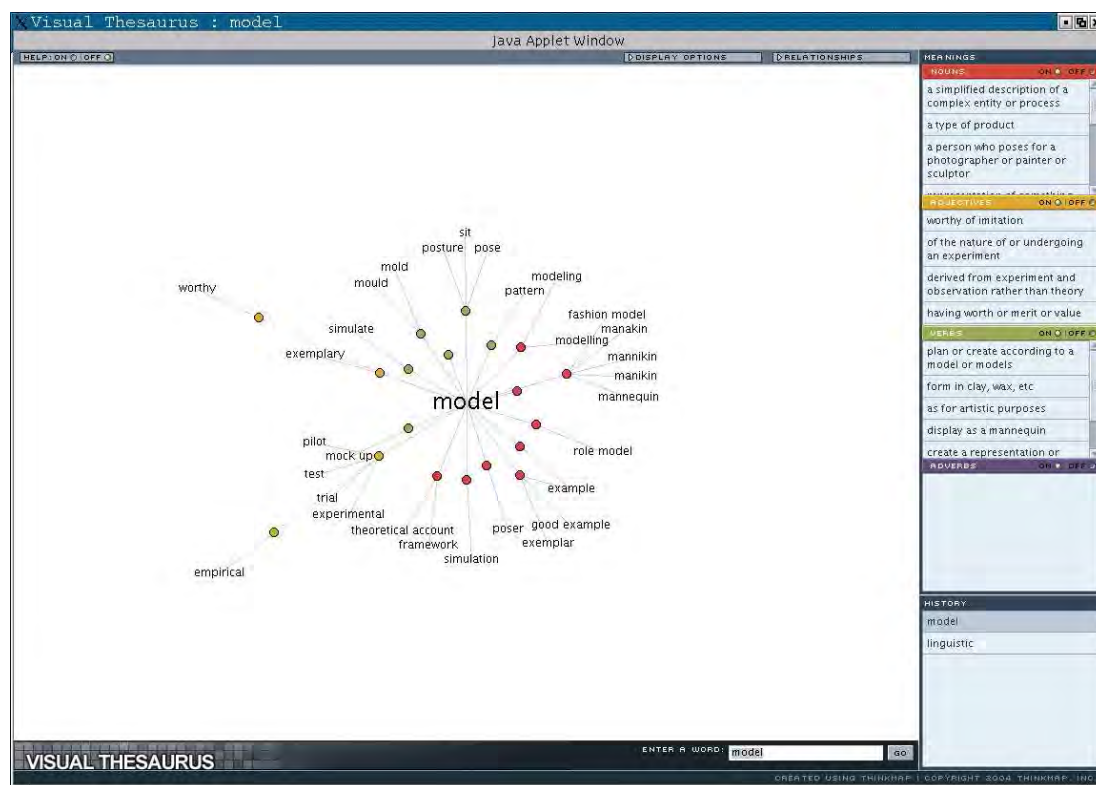 Visual Thesaurus : model
Java Applet Window
HELP: ON OFF
DISPLAY OPTIONS
RELATIONSHIPS
sit
posture pose
mold
mould
modeling
pattern
worthy
fashion model
manakin
simulate
modelling
exemplary
mannikin
manikin
mannequin
model
pilot
mock up
role model
test
trial
example
experimental
theoretical account
framework
poser
good example
exemplar
simulation
empirical
MEANINGS
NOUNS ON OFF
a simplified description of a
complex entity or process
a type of product
a person who poses for a
photographer or painter or
sculptor
ADJECTIVES ON OFF
worthy of imitation
of the nature of or undergoing
an experiment
derived from experiment and
observation rather than theory
having worth or merit or value
VERBS ON OFF
plan or create according to a
model or models
form in clay, wax, etc
as for artistic purposes
display as a mannequin
create a representation or
ADVERBS ON OFF
HISTORY
model
linguistic
VISUAL THESAURUS
ENTER A WORD: model GO
CREATED USING THINKMAP | COPYRIGHT 2004 THINKMAP, INC.